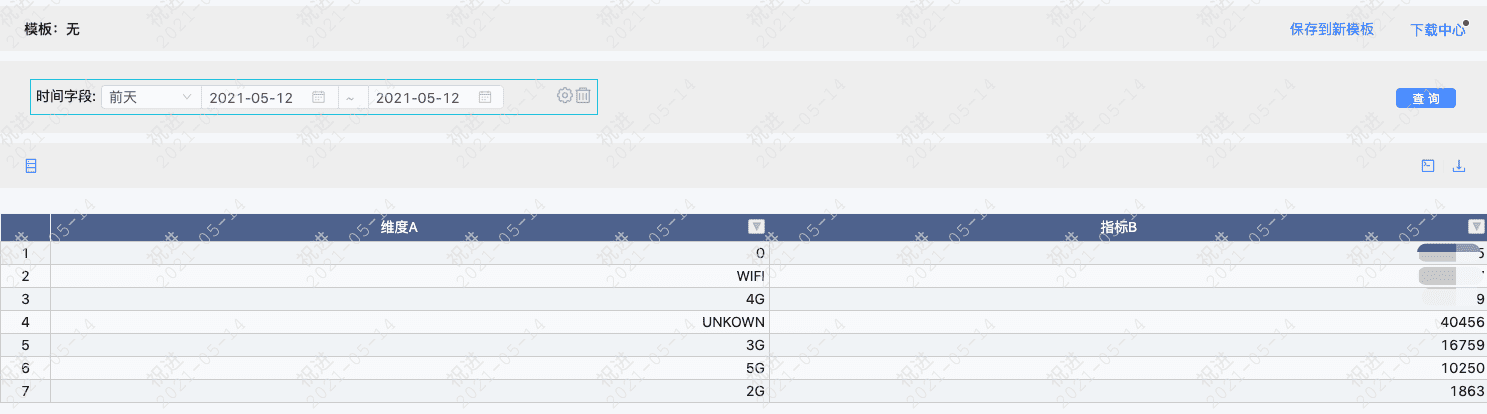 模板：无
保存到新模板 下载中心
时间字段: 前天 2021-05-12 ~ 2021-05-12
查 询
维度A 指标B
1 0 5
2 WIFI
3 4G 9
4 UNKOWN 40456
5 3G 16759
6 5G 10250
7 2G 1863
祝进
2021-05-14